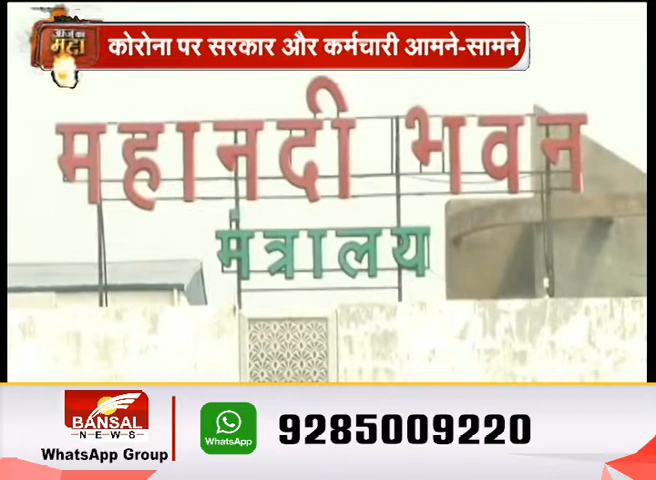 आज का
मुद्दा
कोरोना पर सरकार और कर्मचारी आमने-सामने
महानदी भवन
मंत्रालय
BANSAL
NEWS
WhatsApp Group
WhatsApp
9285009220